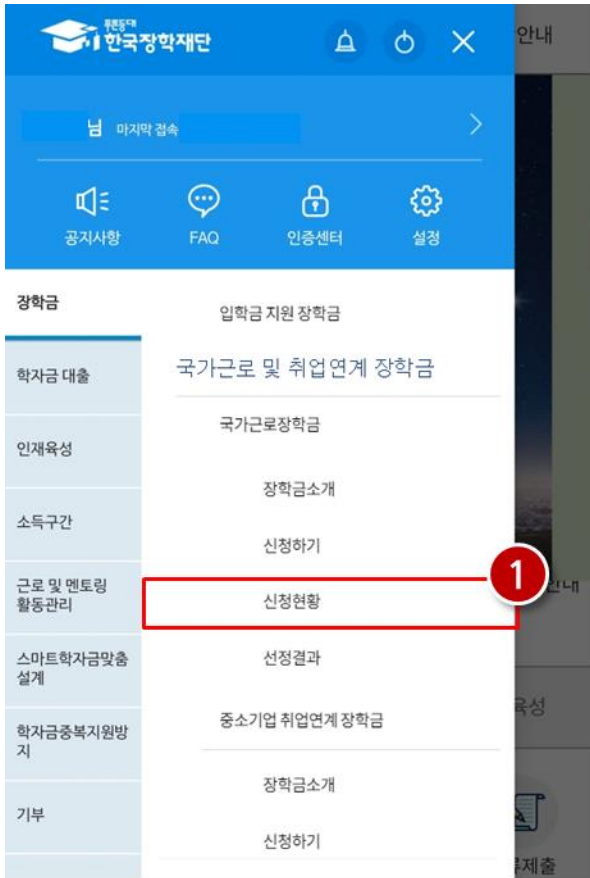 푸른등대
한국장학재단
안내
님 마지막 접속
공지사항
FAQ
인증센터
설정
장학금
학자금 대출
인재육성
소득구간
근로 및 멘토링
활동관리
스마트학자금맞춤
설계
학자금중복지원방
지
기부
입학금 지원 장학금
국가근로 및 취업연계 장학금
국가근로장학금
장학금소개
신청하기
1
신청현황
선정결과
중소기업 취업연계 장학금
장학금소개
신청하기
안내
육성
제출